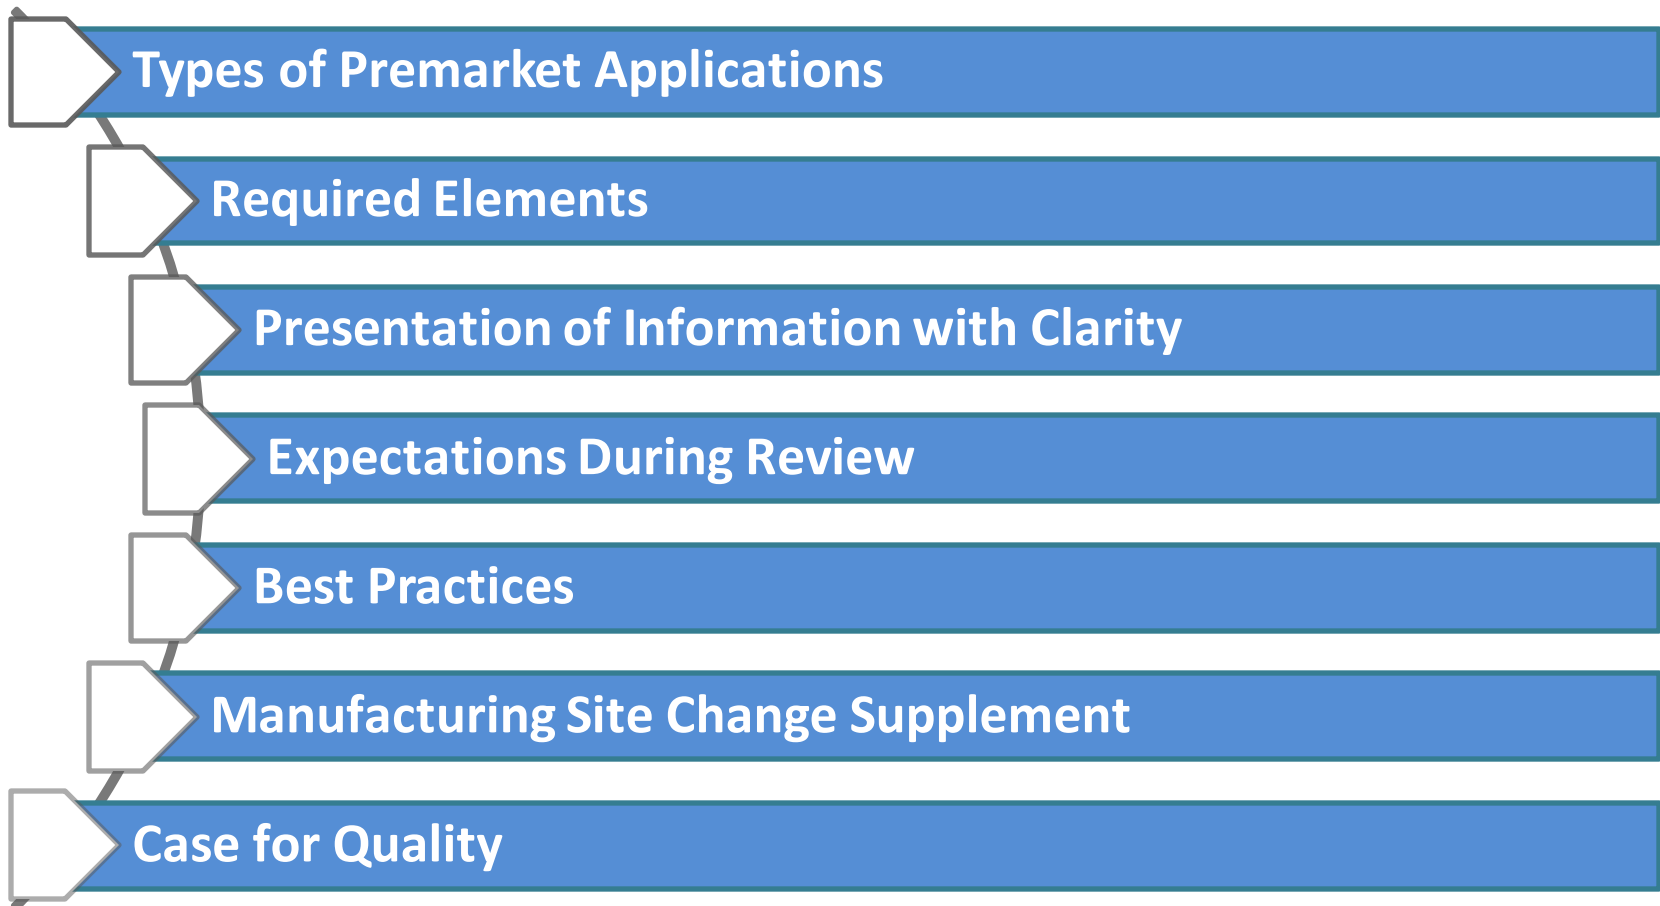 Types of Premarket Applications
Required Elements
Presentation of Information with Clarity
Expectations During Review
Best Practices
Manufacturing Site Change Supplement
Case for Quality